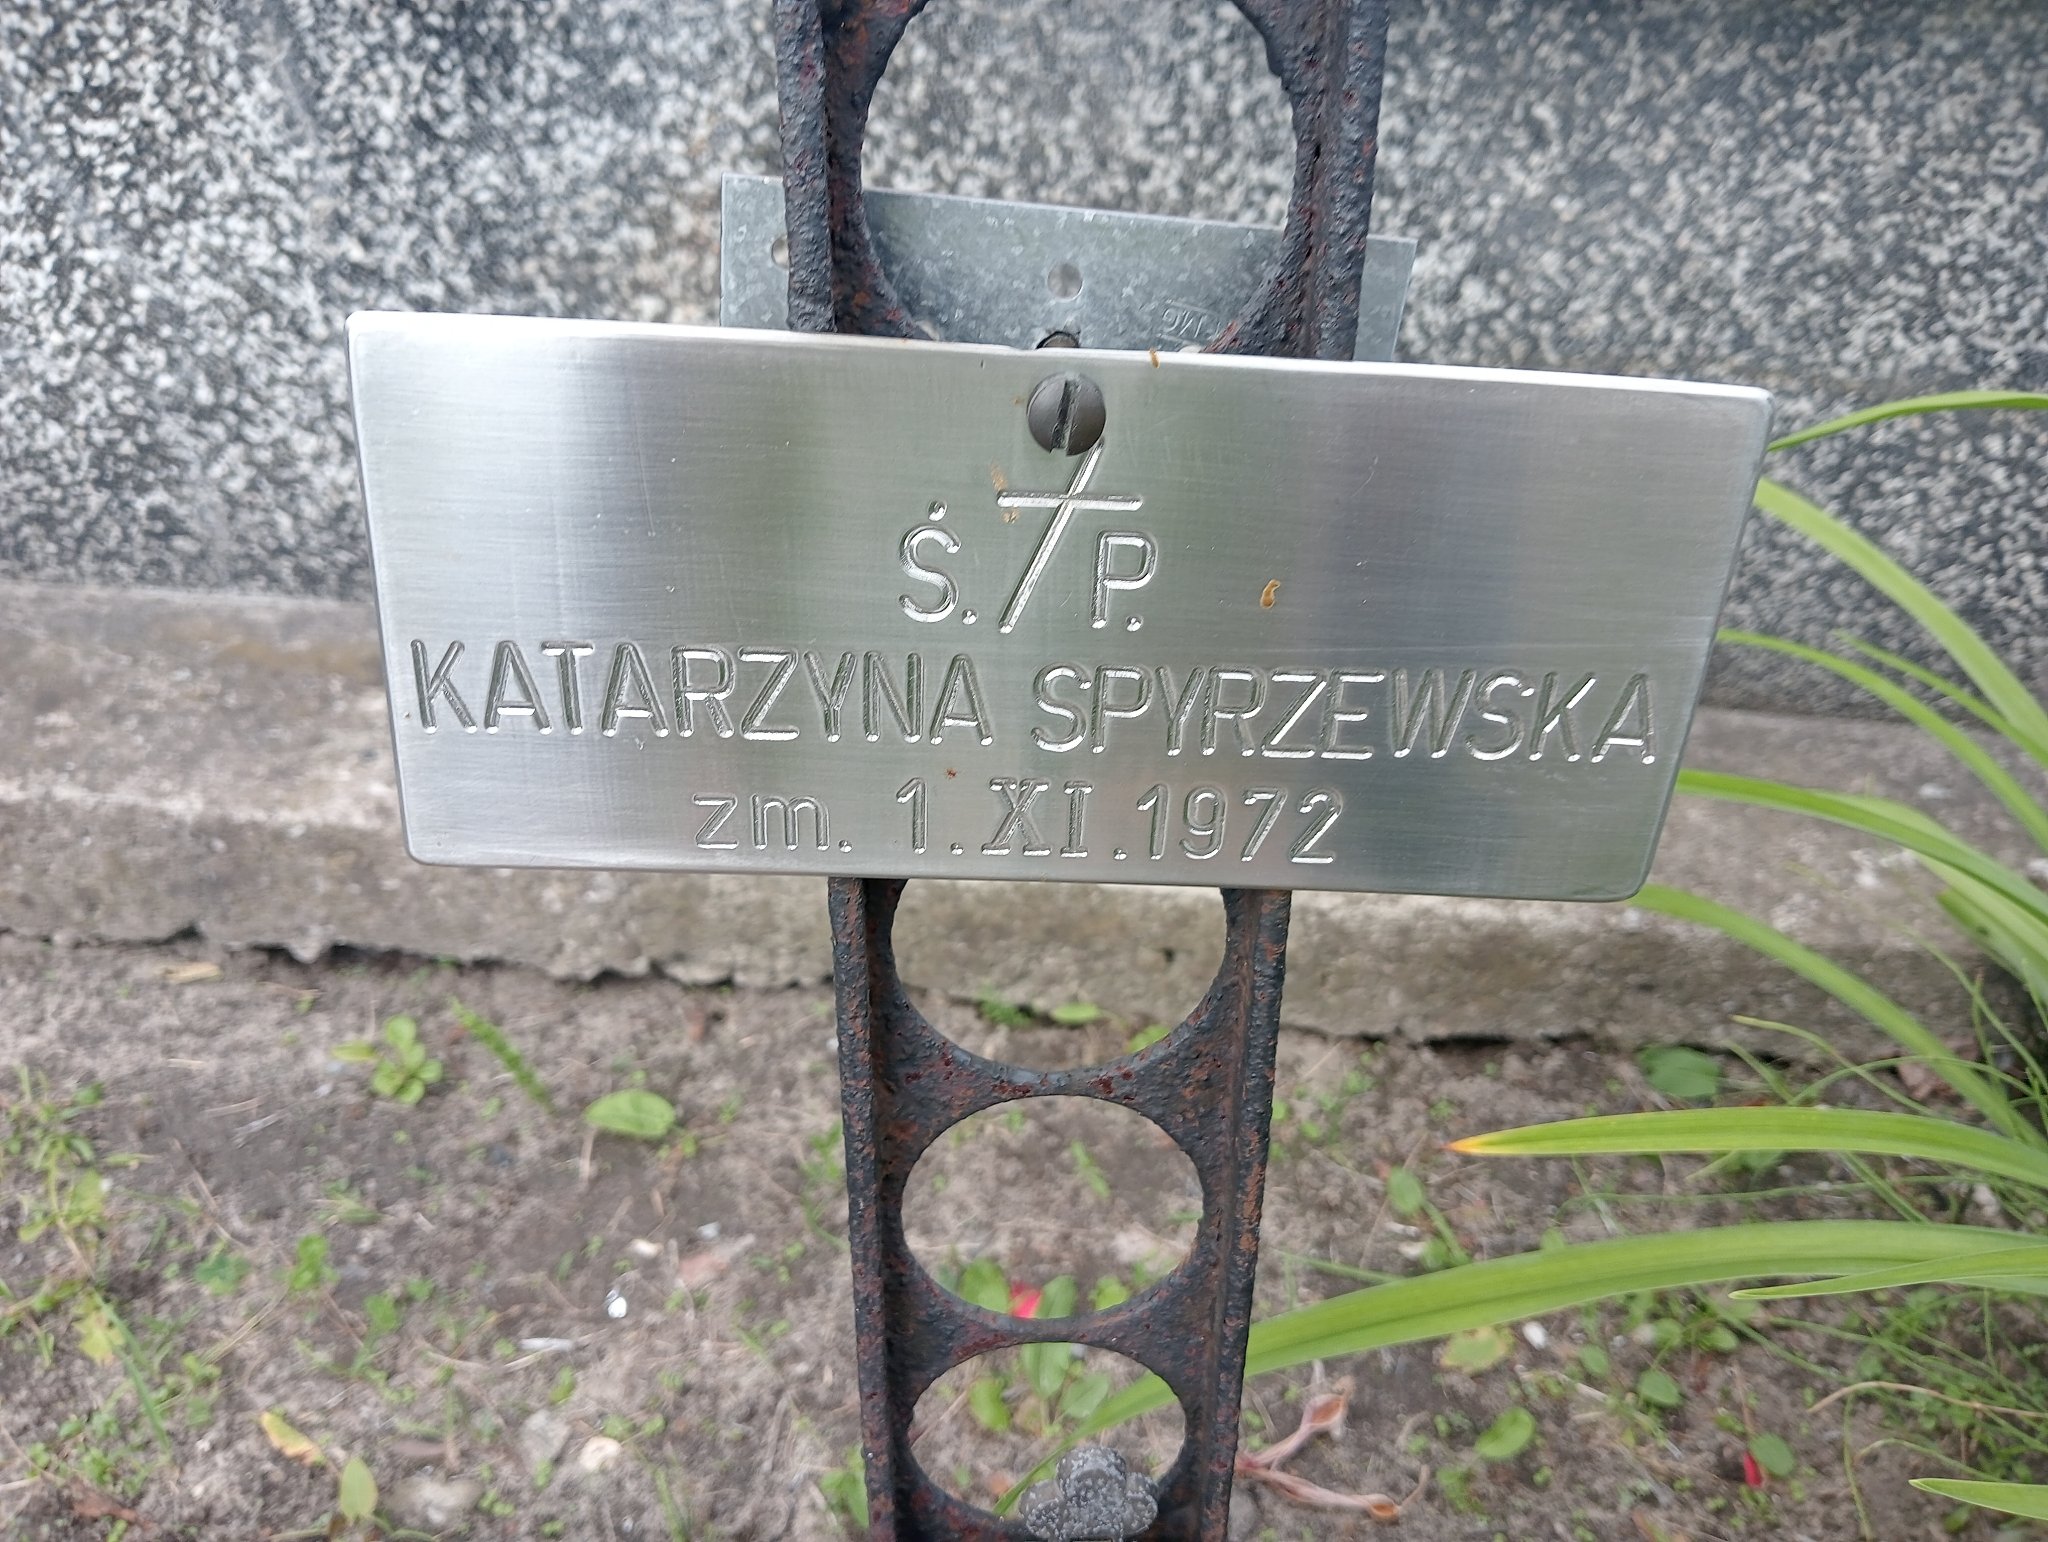 Ś. P.
KATARZYNA SPYRZEWSKA
zm. 1.XI.1972